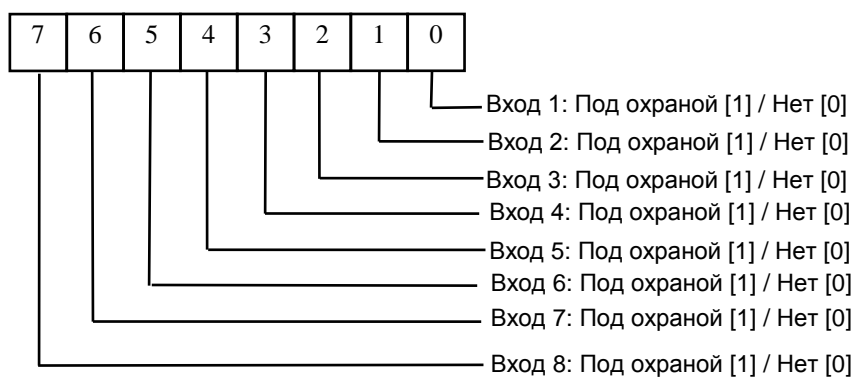 7 6 5 4 3 2 1 0
Вход 1: Под охраной [1] / Нет [0]
Вход 2: Под охраной [1] / Нет [0]
Вход 3: Под охраной [1] / Нет [0]
Вход 4: Под охраной [1] / Нет [0]
Вход 5: Под охраной [1] / Нет [0]
Вход 6: Под охраной [1] / Нет [0]
Вход 7: Под охраной [1] / Нет [0]
Вход 8: Под охраной [1] / Нет [0]